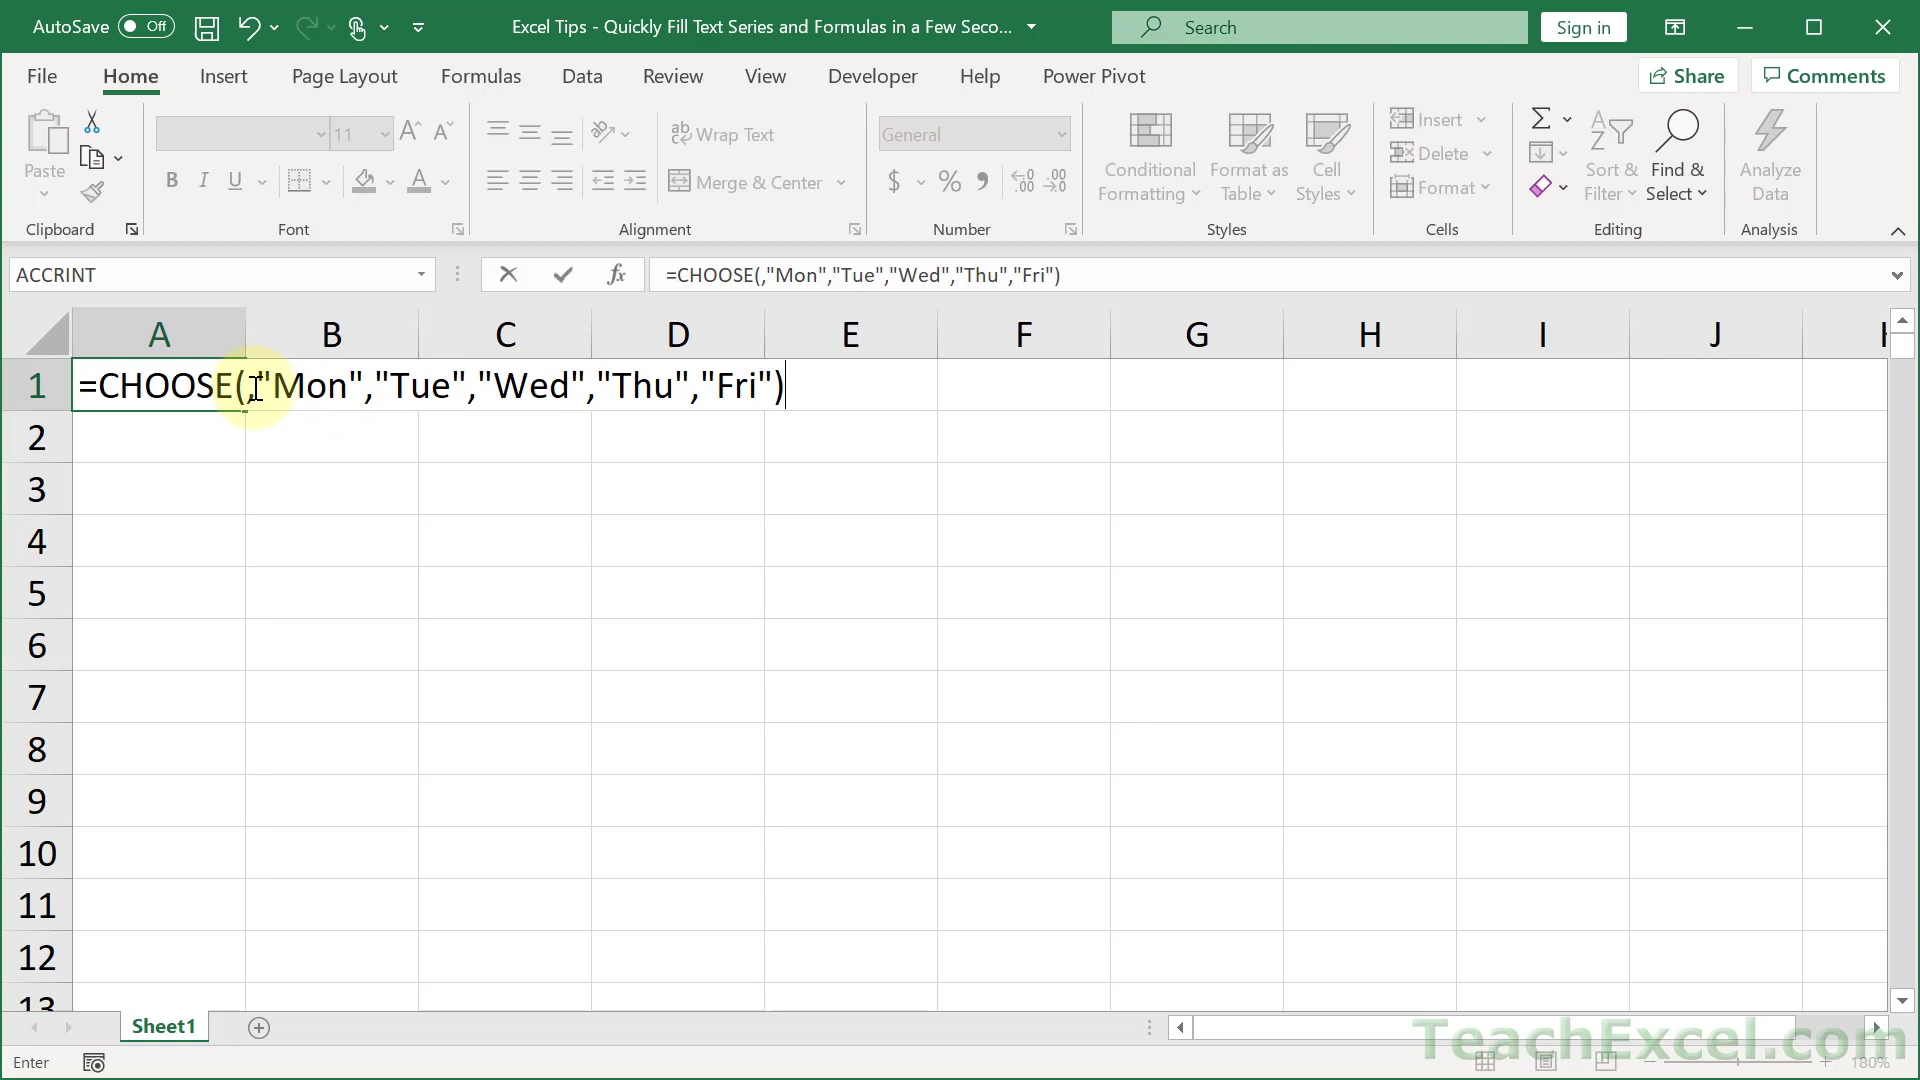 AutoSave Off
Excel Tips - Quickly Fill Text Series and Formulas in a Few Seco...
Search
Sign in
File Home Insert Page Layout Formulas Data Review View Developer Help Power Pivot
Share Comments
Paste
Clipboard
11
B I U
Font
Wrap Text
Merge & Center
Alignment
General
$ %
Number
Conditional Formatting
Format as Table
Cell Styles
Styles
Insert
Delete
Format
Cells
Sort & Filter
Find & Select
Editing
Analyze Data
Analysis
ACCRINT
fx
=CHOOSE(,"Mon","Tue","Wed","Thu","Fri")
A B C D E F G H I J
1 =CHOOSE(,"Mon","Tue","Wed","Thu","Fri")
2
3
4
5
6
7
8
9
10
11
12
13
Sheet1
TeachExcel.com
Enter
180%